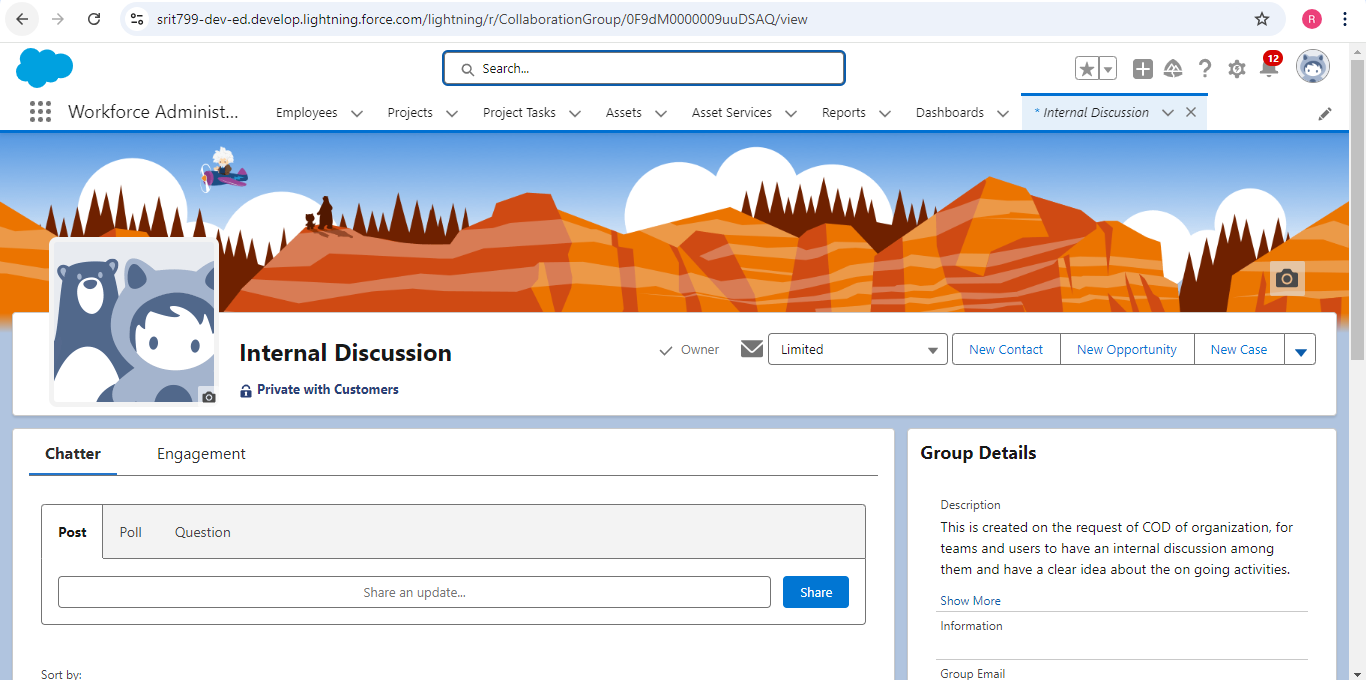 srit799-dev-ed.develop.lightning.force.com/lightning/r/CollaborationGroup/0F9dM0000009uuDSAQ/view
R
Search...
12
Workforce Administ...
Employees
Projects
Project Tasks
Assets
Asset Services
Reports
Dashboards
* Internal Discussion
Internal Discussion
Private with Customers
Owner
Limited
New Contact
New Opportunity
New Case
Chatter
Engagement
Post
Poll
Question
Share an update...
Share
Sort by:
Group Details
Description
This is created on the request of COD of organization, for
teams and users to have an internal discussion among
them and have a clear idea about the on going activities.
Show More
Information
Group Email